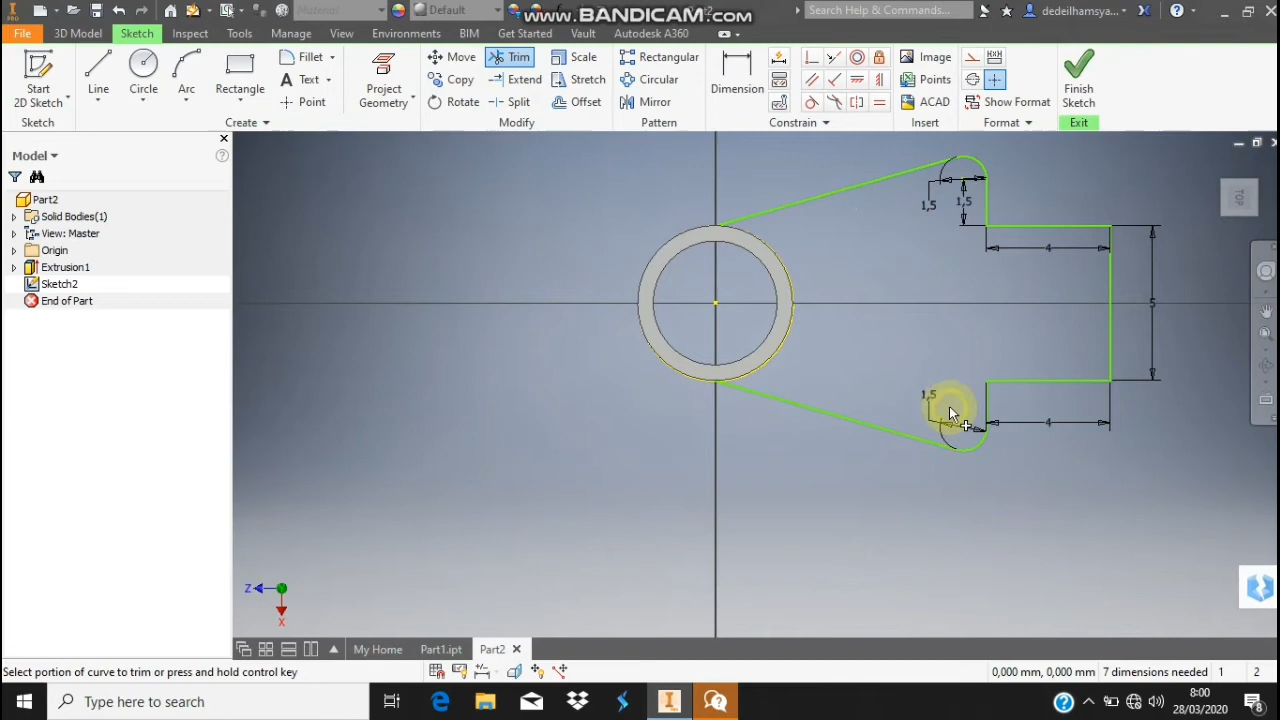 Material
Default
WWW.BANDICAM.COM
Search Help & Commands...
dedeilhamsya...
File
3D Model
Sketch
Inspect
Tools
Manage
View
Environments
BIM
Get Started
Vault
Autodesk A360
PRO
Start
2D Sketch
Line
Circle
Arc
Rectangle
Fillet
Text
Point
Project
Geometry
Move
Trim
Scale
Copy
Extend
Stretch
Rotate
Split
Offset
Rectangular
Circular
Mirror
Dimension
Image
Points
ACAD
Show Format
Finish
Sketch
Sketch
Create
Modify
Pattern
Constrain
Insert
Format
Exit
Model
Part2
Solid Bodies(1)
View: Master
Origin
Extrusion1
Sketch2
End of Part
TOP
1,5
1,5
4
5
1,5
4
Z
X
My Home
Part1.ipt
Part2
Select portion of curve to trim or press and hold control key
0,000 mm, 0,000 mm
7 dimensions needed
1
2
Type here to search
8:00
28/03/2020
8